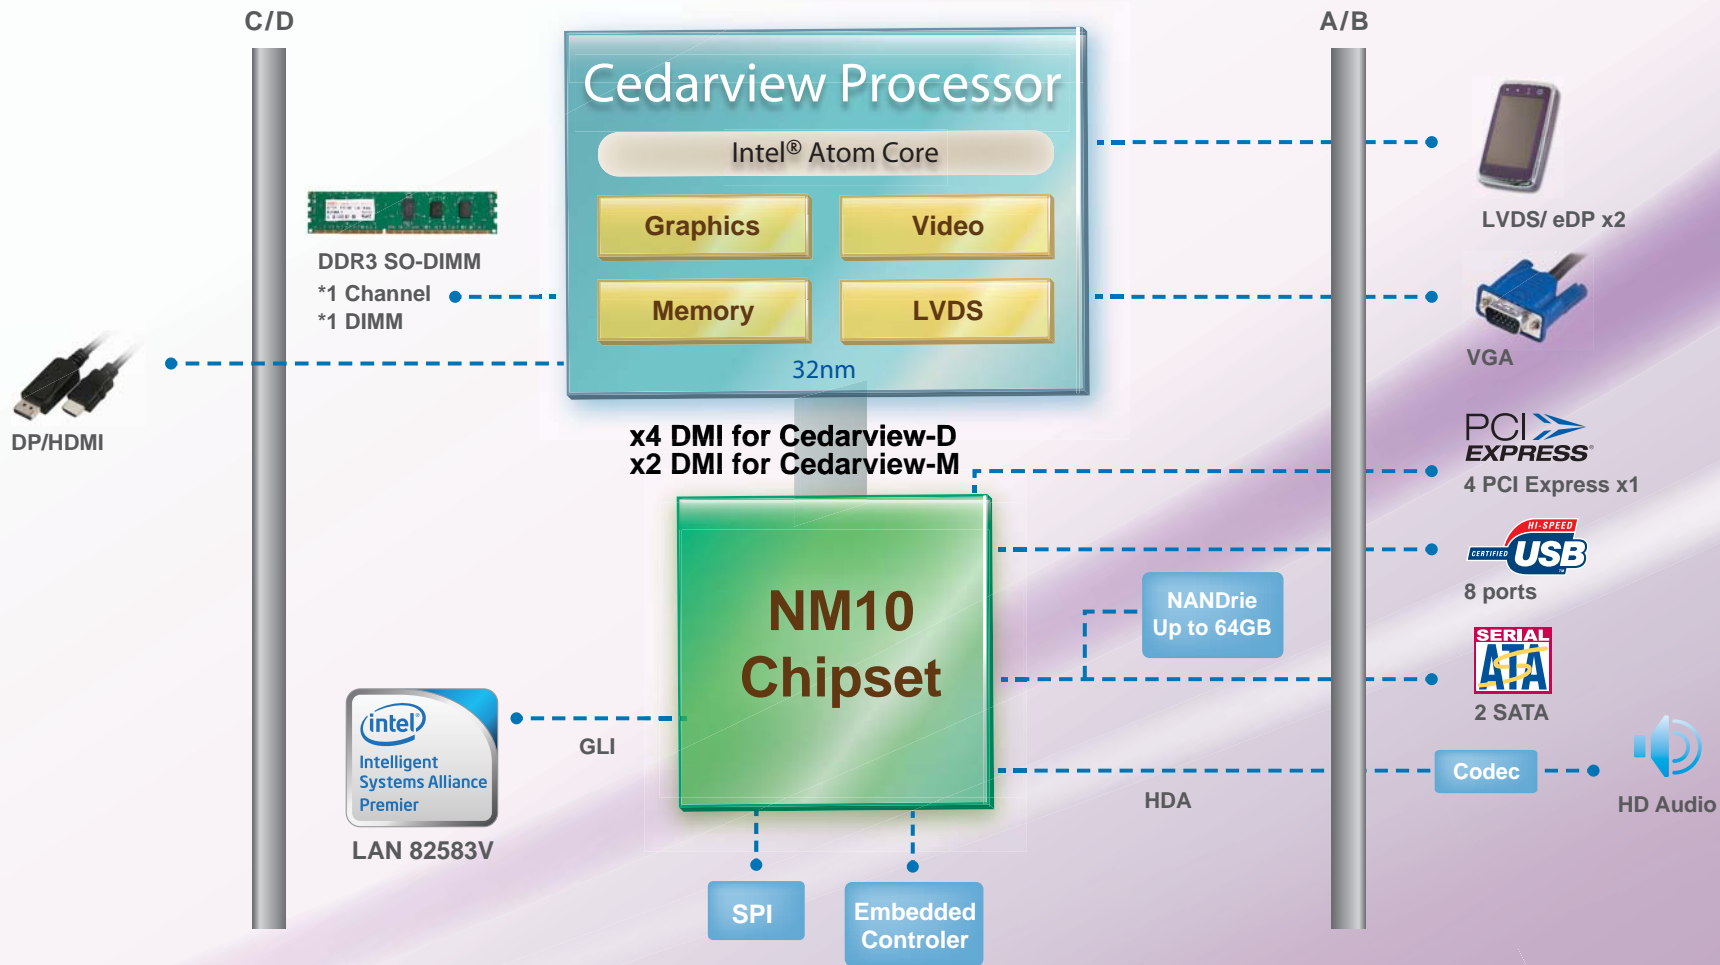 C/D
A/B
Cedarview Processor
Intel® Atom Core
Graphics
Video
Memory
LVDS
32nm
DDR3 SO-DIMM
*1 Channel
*1 DIMM
DP/HDMI
LVDS/ eDP x2
VGA
x4 DMI for Cedarview-D
x2 DMI for Cedarview-M
PCI
EXPRESS®
4 PCI Express x1
HI-SPEED
CERTIFIED USB
8 ports
NANDrie
Up to 64GB
NM10
Chipset
SERIAL
ATA
2 SATA
intel
Intelligent
Systems Alliance
Premier
LAN 82583V
GLI
HDA
Codec
HD Audio
SPI
Embedded
Controler